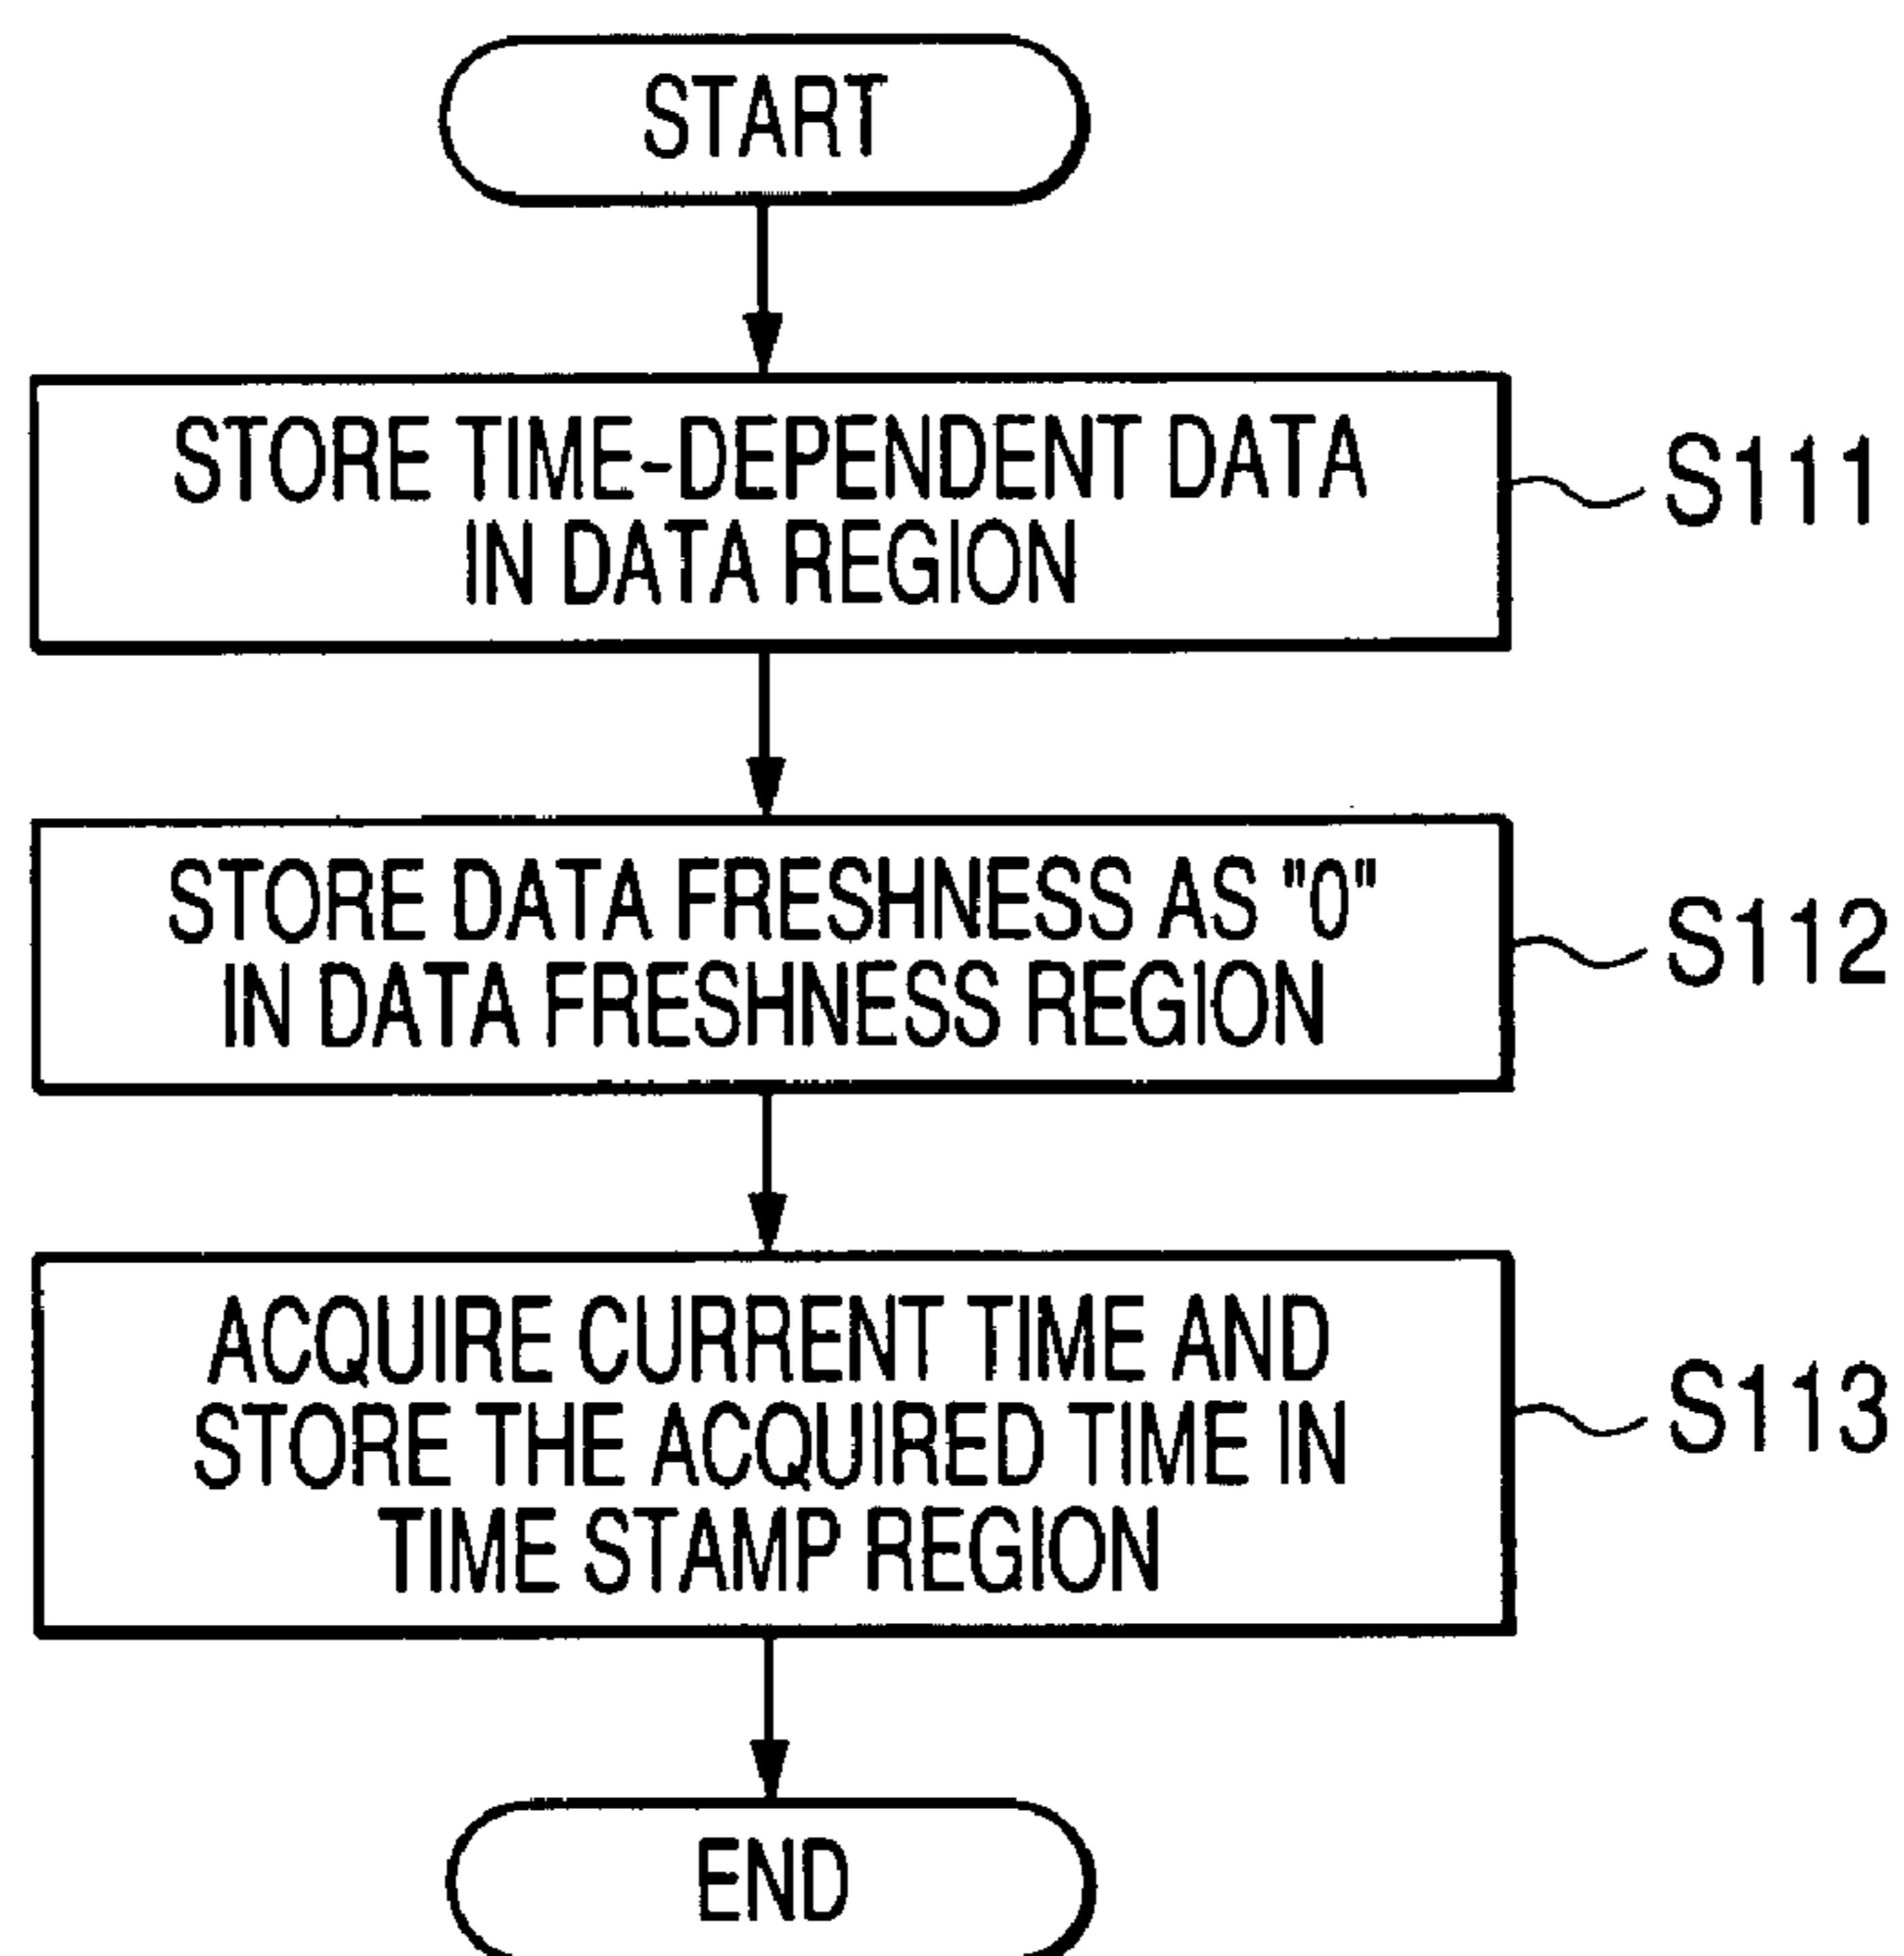 START
STORE TIME-DEPENDENT DATA
IN DATA REGION
S111
STORE DATA FRESHNESS AS "0"
IN DATA FRESHNESS REGION
S112
ACQUIRE CURRENT TIME AND
STORE THE ACQUIRED TIME IN
TIME STAMP REGION
S113
END